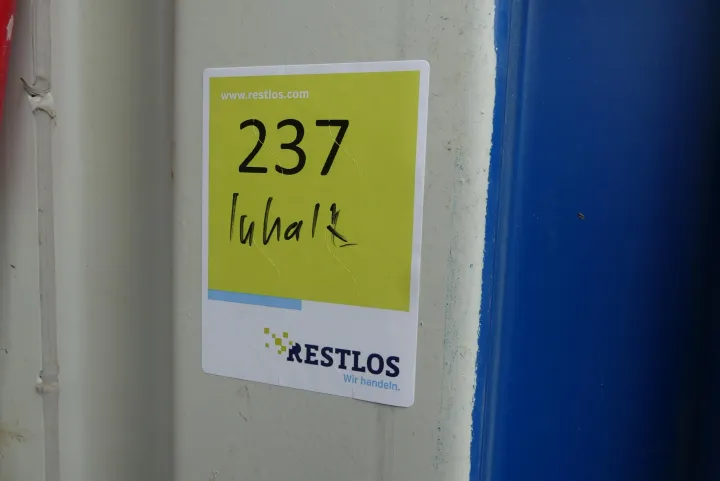 www.restlos.com
237
Inhalt
RESTLOS
Wir handeln.